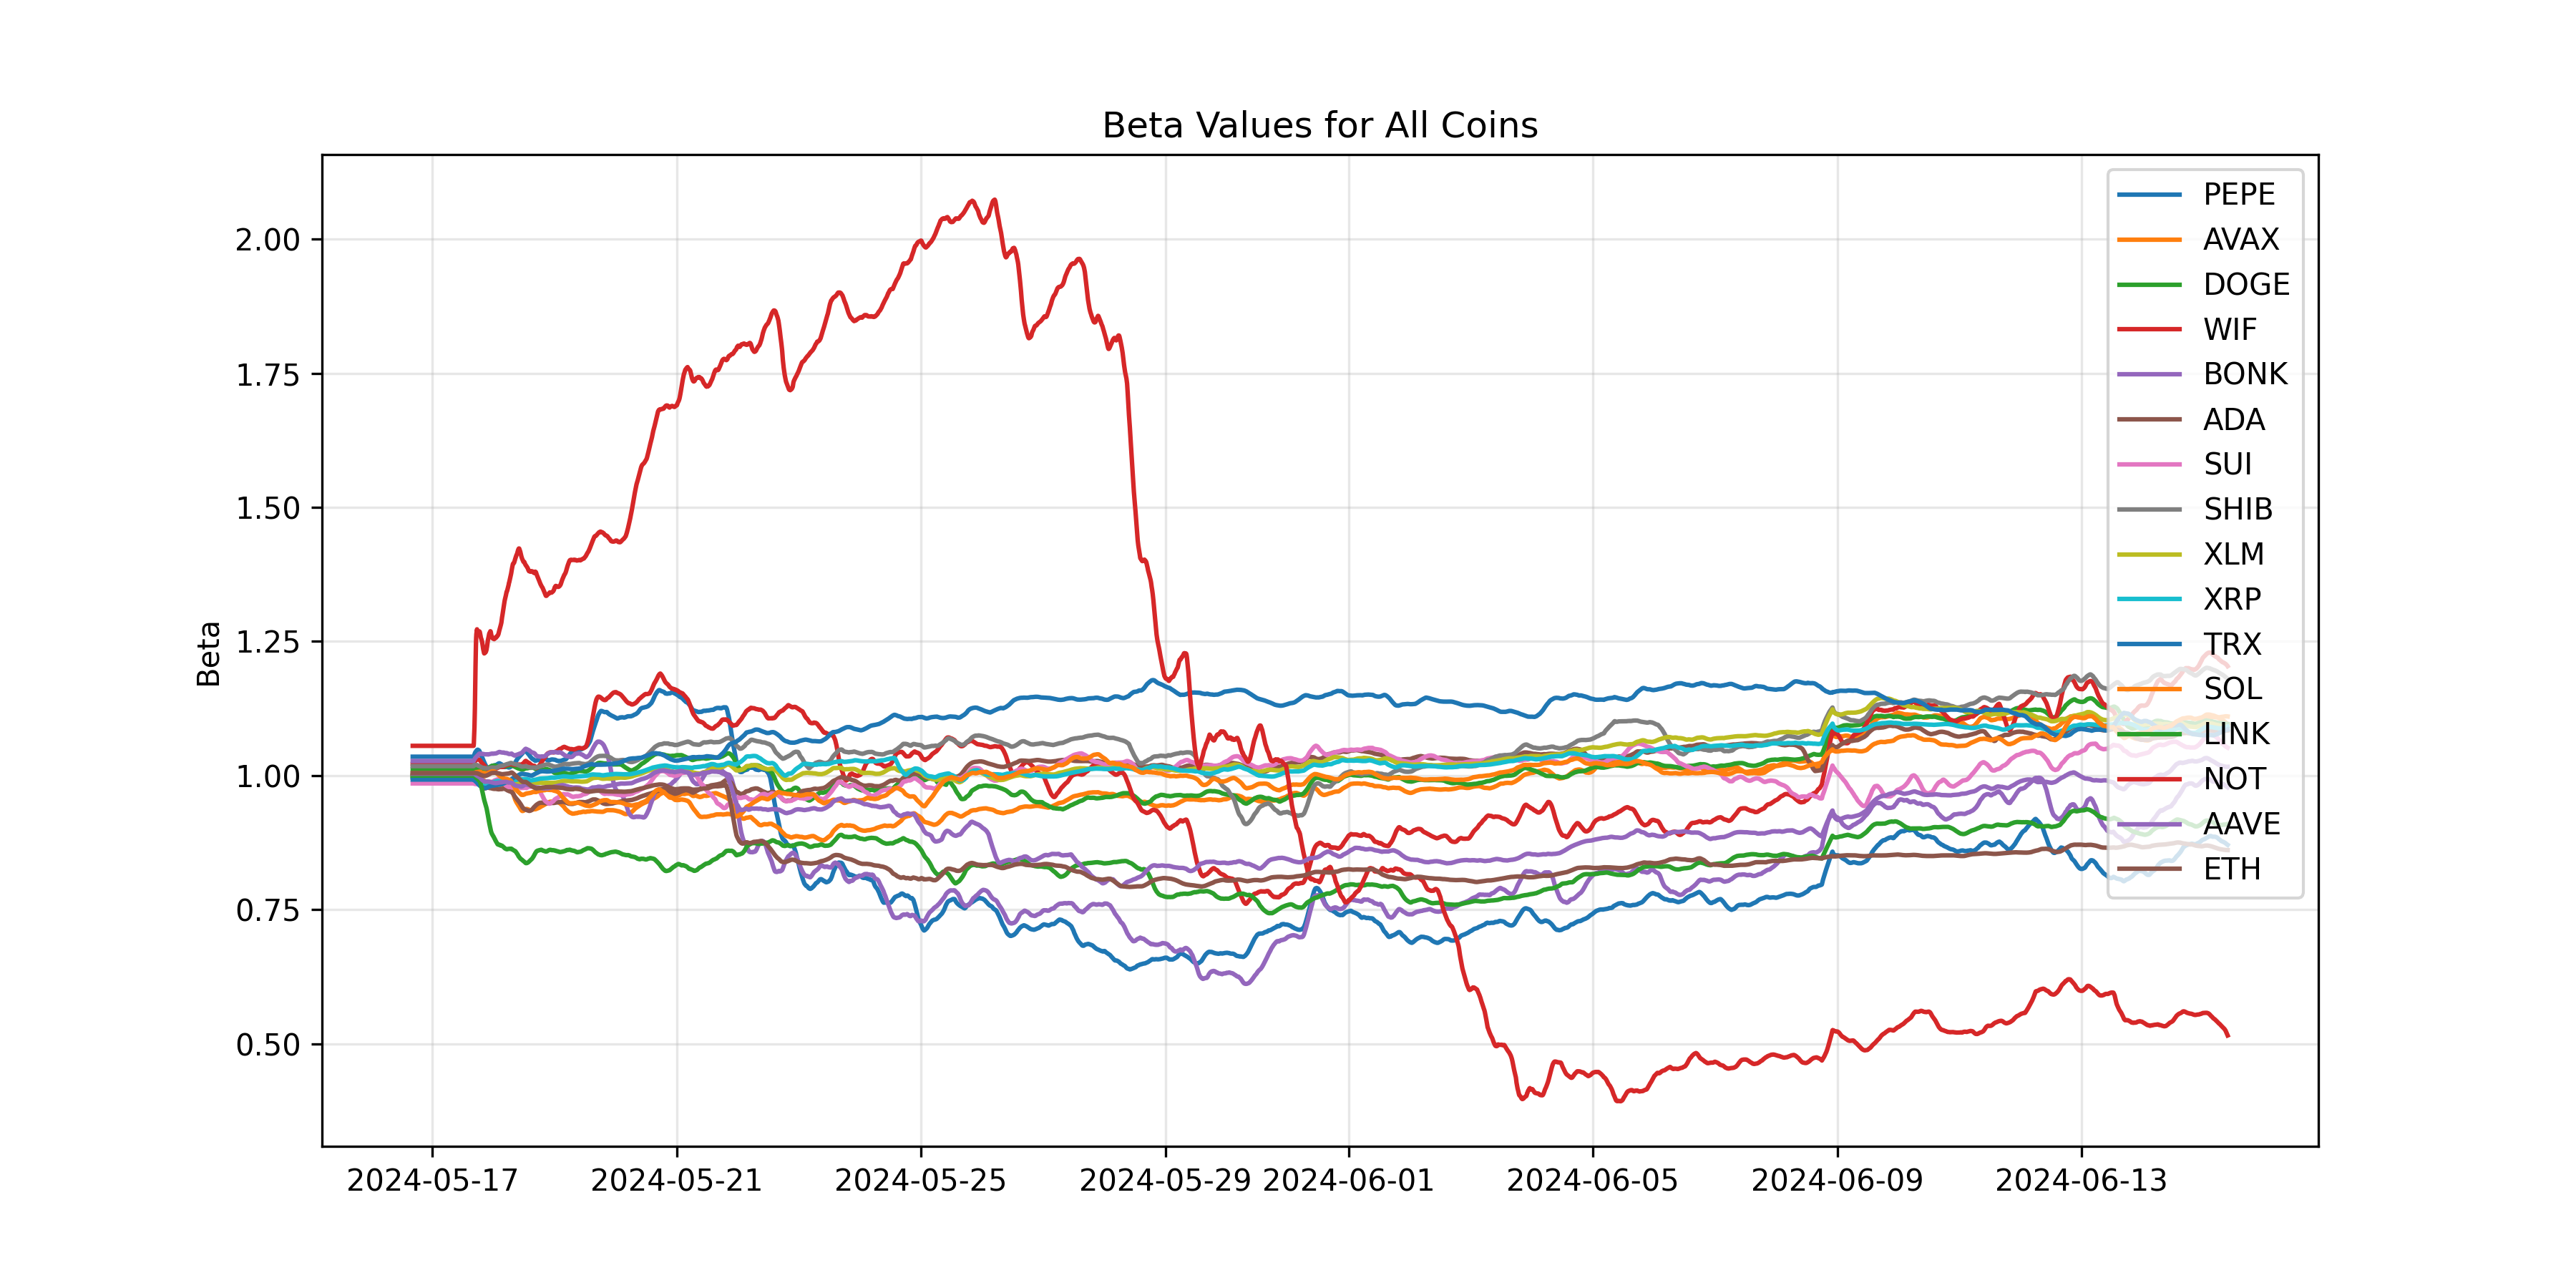 Beta Values for All Coins
Beta
2.00
1.75
1.50
1.25
1.00
0.75
0.50
2024-05-17
2024-05-21
2024-05-25
2024-05-29
2024-06-01
2024-06-05
2024-06-09
2024-06-13
PEPE
AVAX
DOGE
WIF
BONK
ADA
SUI
SHIB
XLM
XRP
TRX
SOL
LINK
NOT
AAVE
ETH